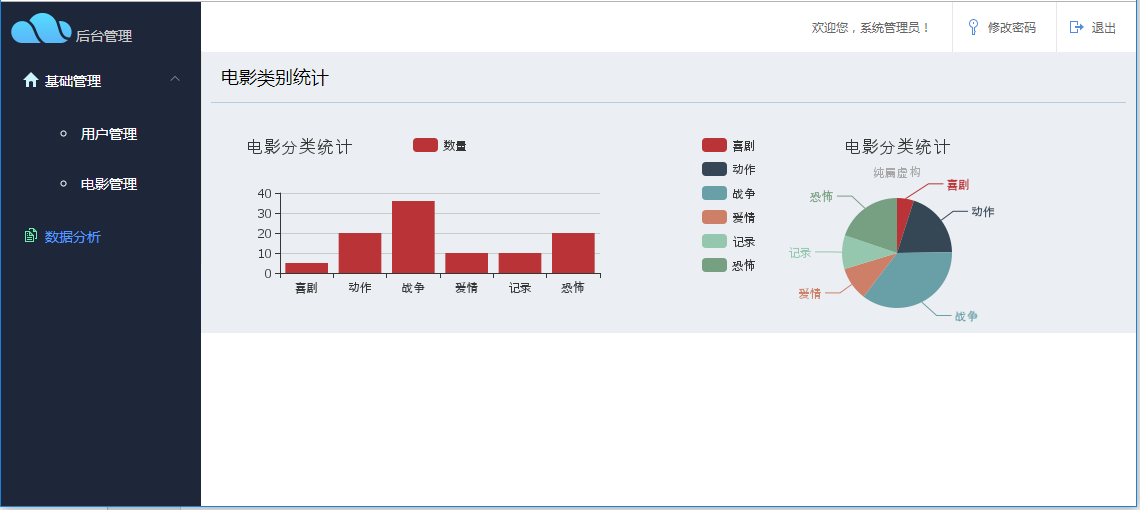 后台管理
欢迎您，系统管理员！ 修改密码 退出
基础管理
用户管理
电影管理
数据分析
电影类别统计
电影分类统计 数量
40
30
20
10
0
喜剧 动作 战争 爱情 记录 恐怖
喜剧
动作
战争
爱情
记录
恐怖
电影分类统计
纯属虚构
喜剧
恐怖
动作
记录
爱情
战争